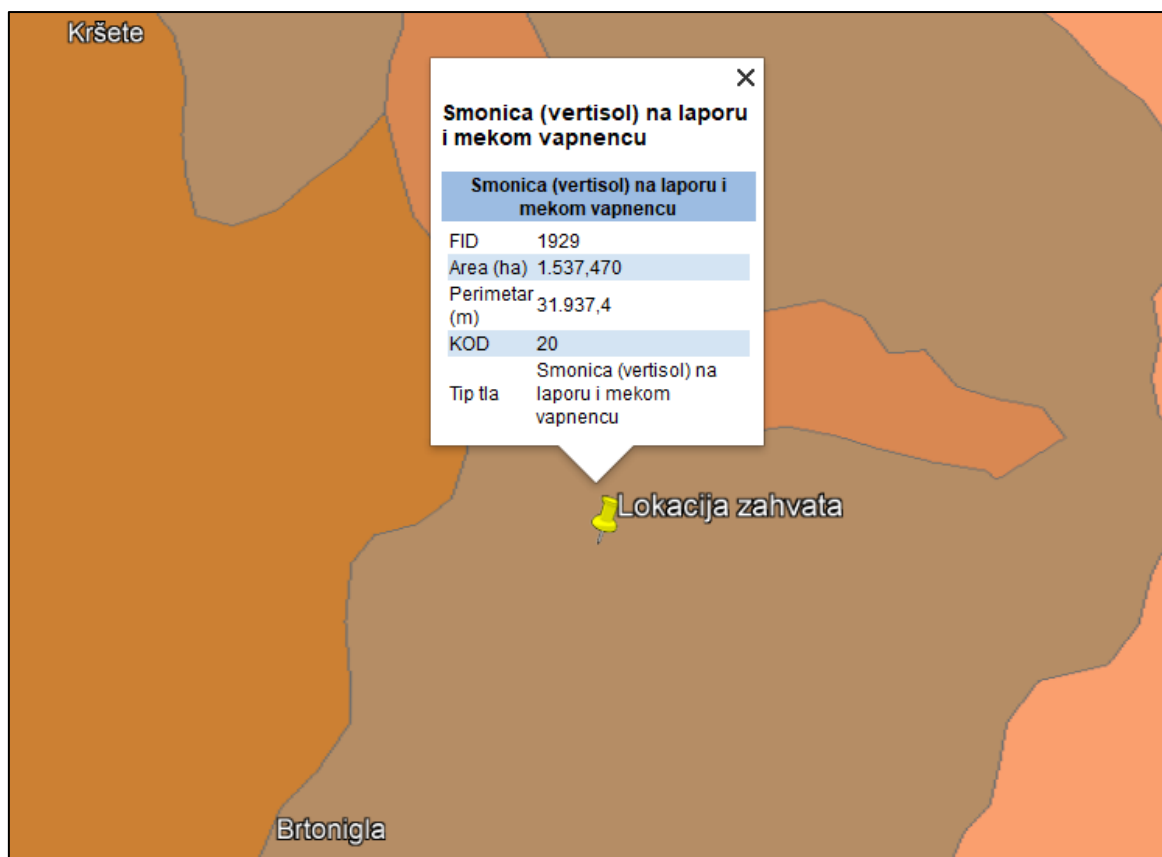 Kršete
Smonica (vertisol) na laporu
i mekom vapnencu
Smonica (vertisol) na laporu i
mekom vapnencu
FID 1929
Area (ha) 1.537,470
Perimetar
(m) 31.937,4
KOD 20
Tip tla Smonica (vertisol) na
laporu i mekom
vapnencu
Lokacija zahvata
Brtonigla